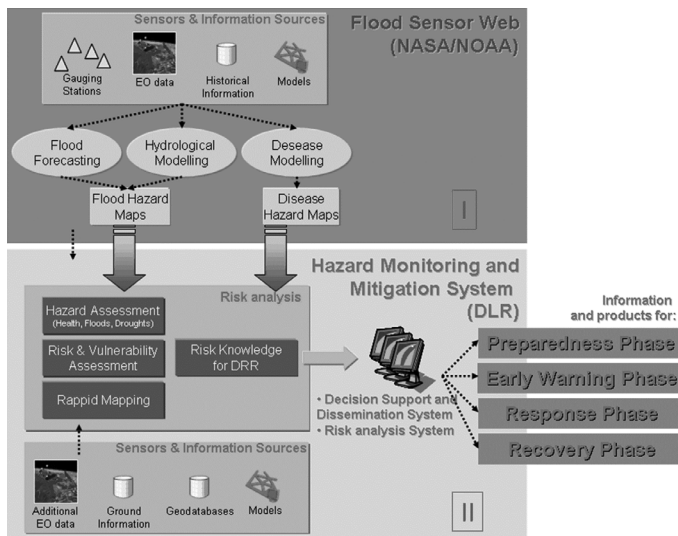 Sensors & Information Sources
Flood Sensor Web
(NASA/NOAA)
Gauging
Stations
EO data
Historical
Information
Models
Flood
Forecasting
Hydrological
Modelling
Desease
Modelling
Flood Hazard
Maps
Disease
Hazard Maps
I
Hazard Monitoring and
Mitigation System
(DLR)
Risk analysis
Hazard Assessment
(Health, Floods, Droughts)
Risk & Vulnerability
Assessment
Rappid Mapping
Risk Knowledge
for DRR
• Decision Support and
Dissemination System
• Risk analysis System
Information
and products for:
Preparedness Phase
Early Warning Phase
Response Phase
Recovery Phase
Sensors & Information Sources
Additional
EO data
Ground
Information
Geodatabases
Models
II